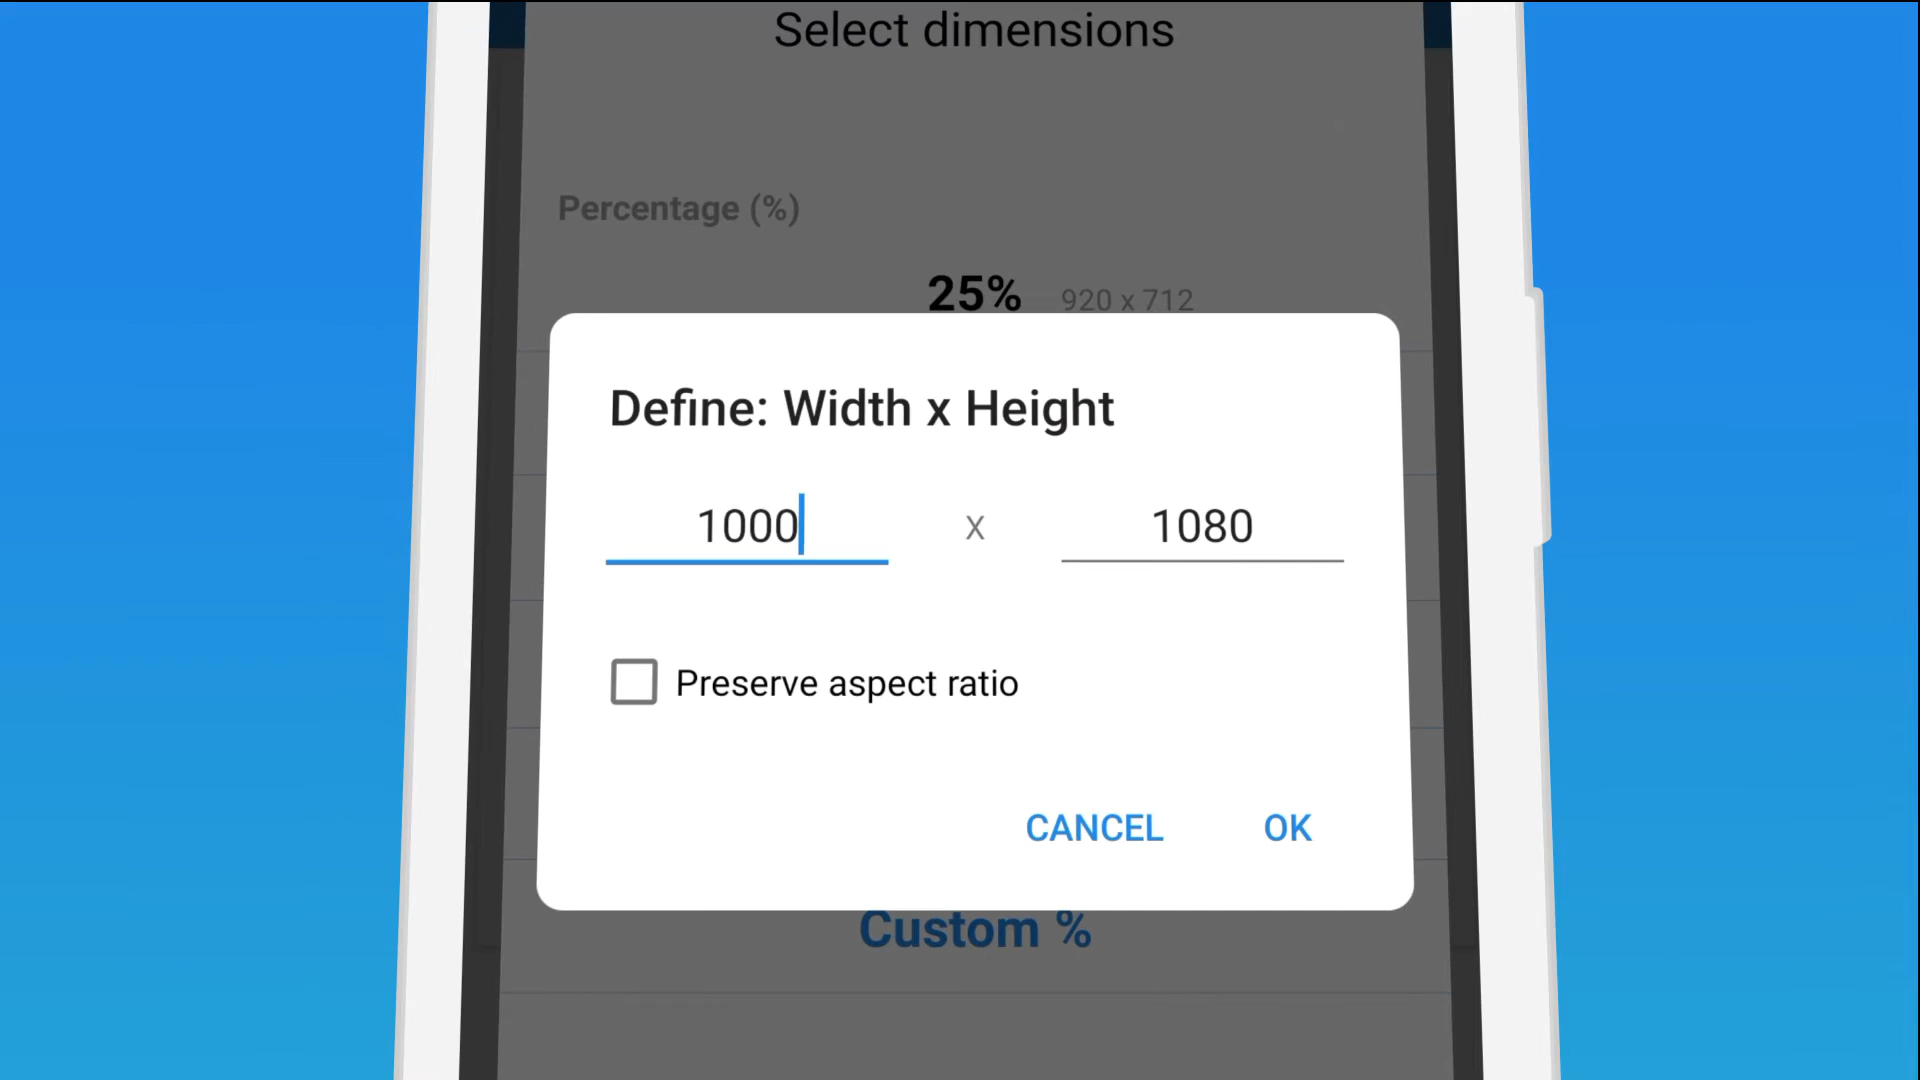 Select dimensions
Percentage (%)
25% 920 x 712
Define: Width x Height
1000 x 1080
Preserve aspect ratio
CANCEL OK
Custom %